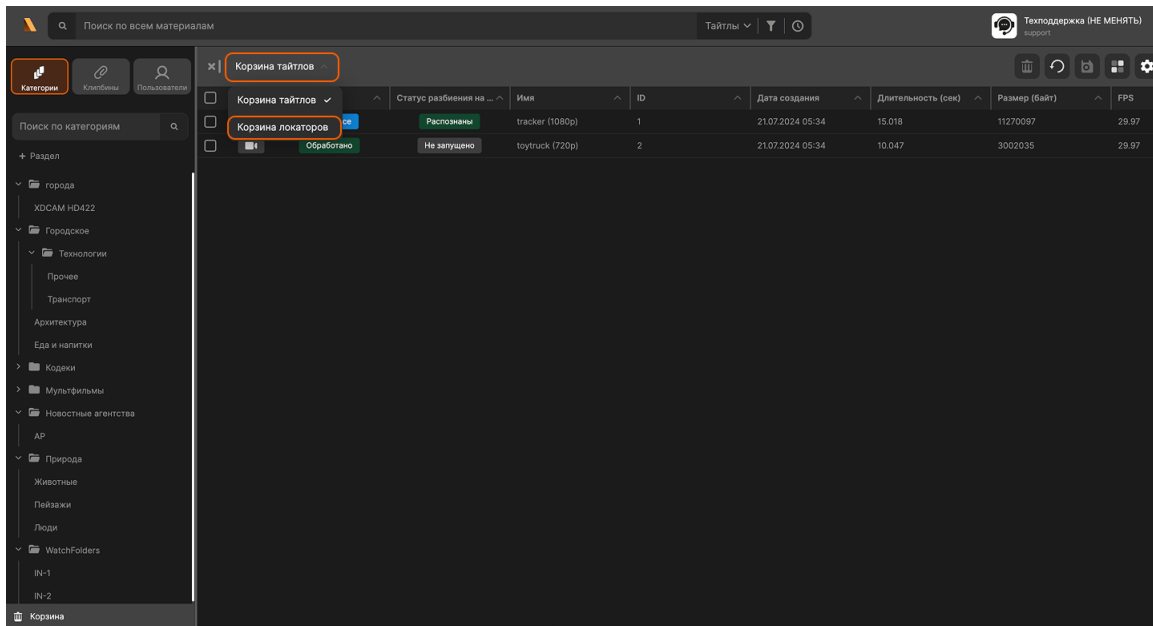 Поиск по всем материалам
Тайтлы
Техподдержка (НЕ МЕНЯТЬ)
support
Категории
Клипбины
Пользователи
Корзина тайтлов
Поиск по категориям
+ Раздел
города
XDCAM HD422
Городское
Технологии
Прочее
Транспорт
Архитектура
Еда и напитки
Кодеки
Мультфильмы
Новостные агентства
AP
Природа
Животные
Пейзажи
Люди
WatchFolders
IN-1
IN-2
Корзина
Корзина тайтлов
Корзина локаторов
Статус разбиения на ...
Имя
ID
Дата создания
Длительность (сек)
Размер (байт)
FPS
се Распознаны tracker (1080p) 1 21.07.2024 05:34 15.018 11270097 29.97
Обработано Не запущено toytruck (720p) 2 21.07.2024 05:34 10.047 3002035 29.97